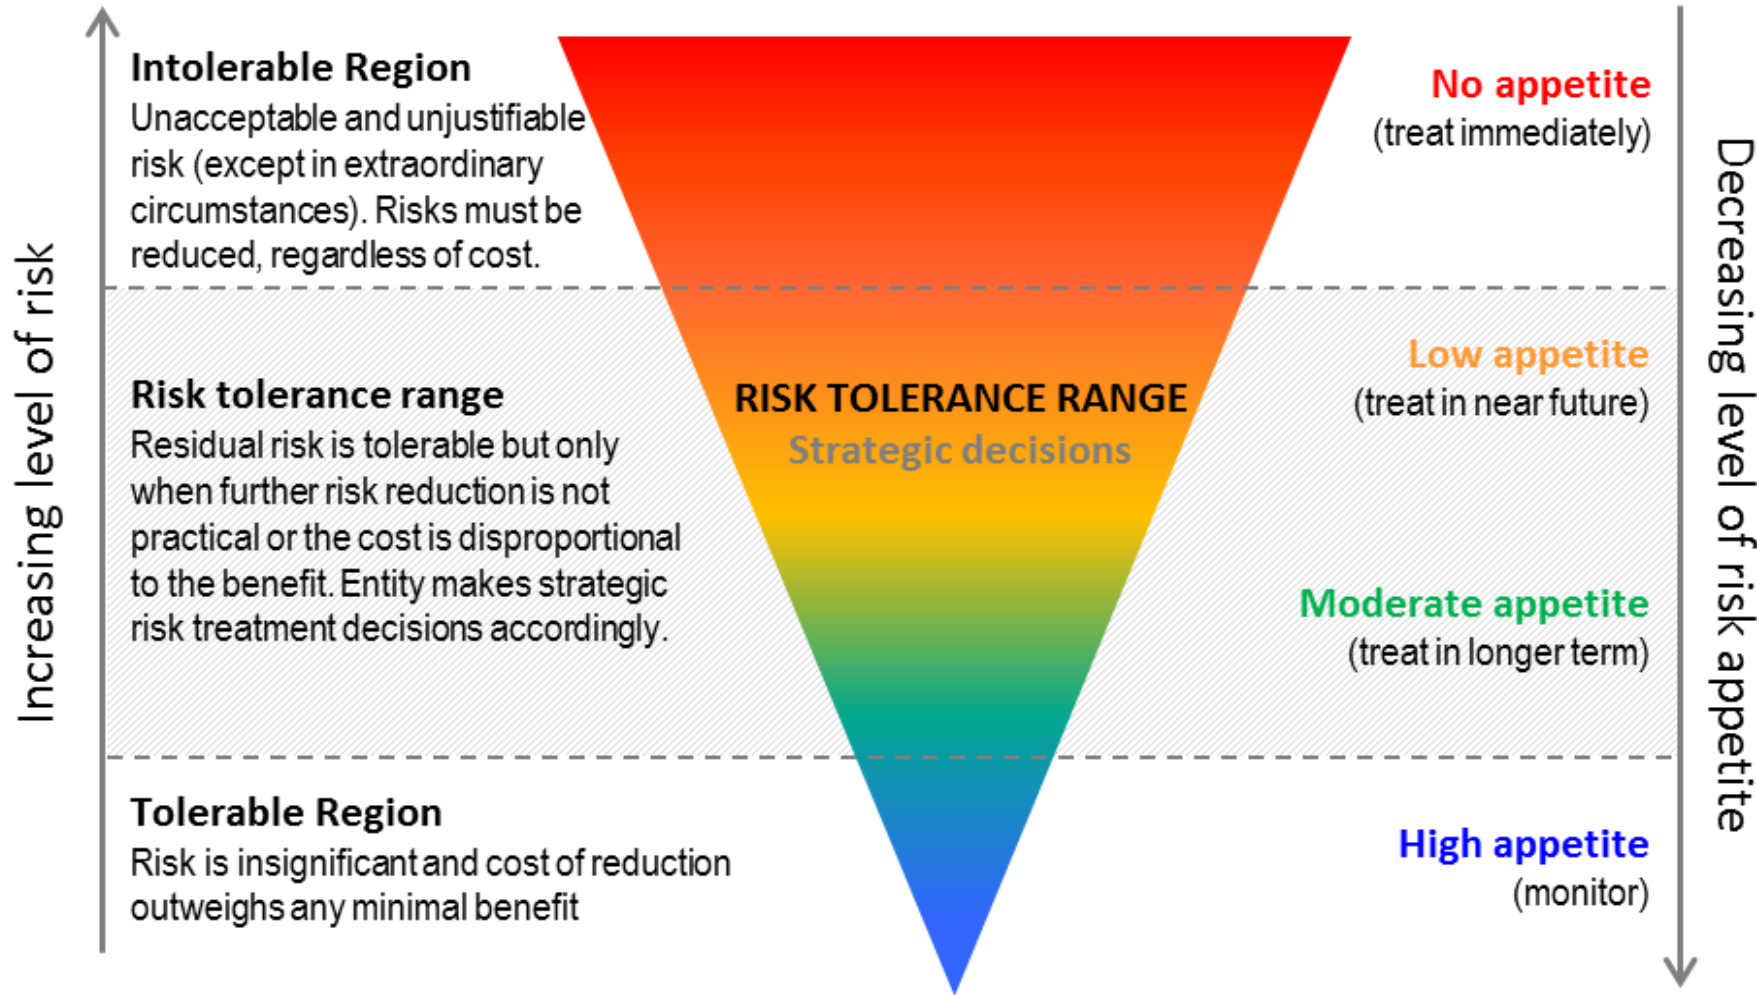 Increasing level of risk
Intolerable Region
Unacceptable and unjustifiable
risk (except in extraordinary
circumstances). Risks must be
reduced, regardless of cost.
No appetite
(treat immediately)
Risk tolerance range
Residual risk is tolerable but only
when further risk reduction is not
practical or the cost is disproportional
to the benefit. Entity makes strategic
risk treatment decisions accordingly.
RISK TOLERANCE RANGE
Strategic decisions
Low appetite
(treat in near future)
Moderate appetite
(treat in longer term)
Tolerable Region
Risk is insignificant and cost of reduction
outweighs any minimal benefit
High appetite
(monitor)
Decreasing level of risk appetite